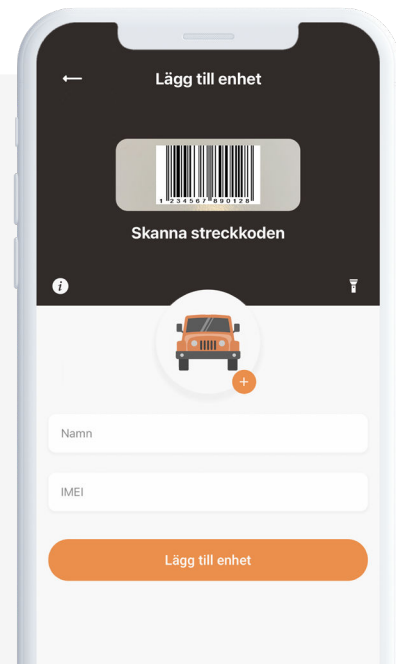 Lägg till enhet
1 234567 890128
Skanna streckkoden
i
Namn
IMEI
Lägg till enhet